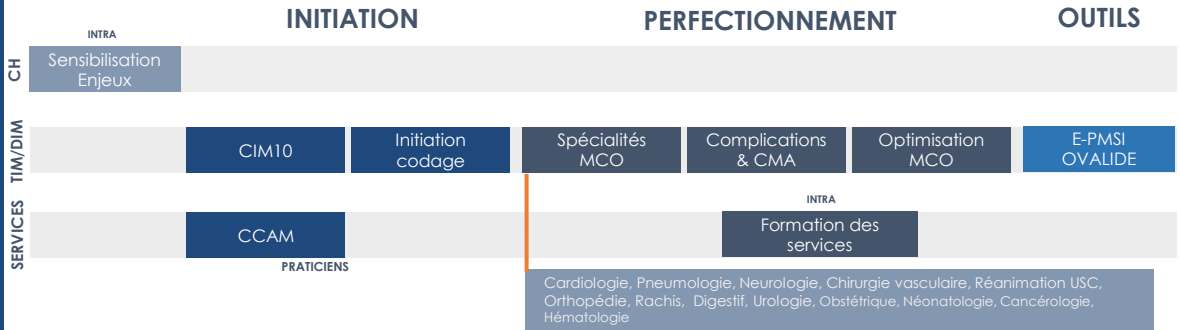 INITIATION
PERFECTIONNEMENT
OUTILS
INTRA
CH
Sensibilisation
Enjeux
TIM/DIM
CIM10
Initiation
codage
Spécialités
MCO
Complications
& CMA
Optimisation
MCO
E-PMSI
OVALIDE
SERVICES
CCAM
PRATICIENS
INTRA
Formation des
services
Cardiologie, Pneumologie, Neurologie, Chirurgie vasculaire, Réanimation USC,
Orthopédie, Rachis, Digestif, Urologie, Obstétrique, Néonatologie, Cancérologie,
Hématologie